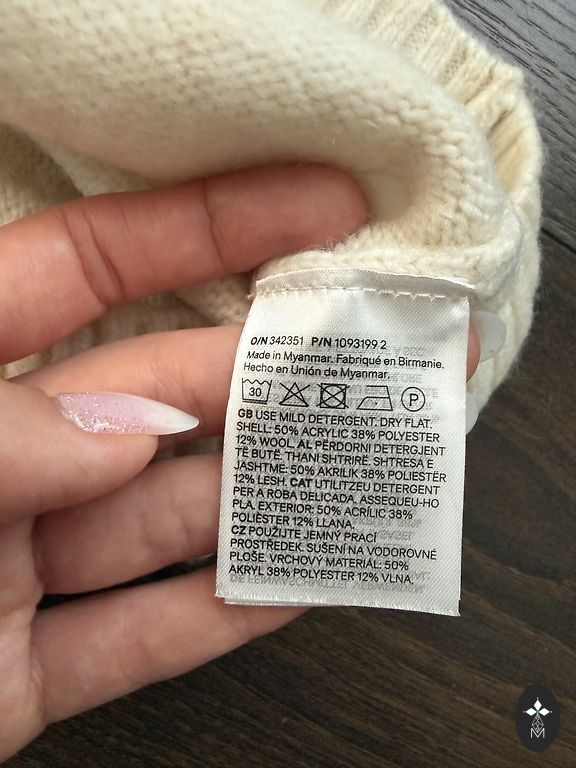 O/N 342351 P/N 1093199 2
Made in Myanmar. Fabriqué en Birmanie.
Hecho en Unión de Myanmar.
30 P
GB USE MILD DETERGENT. DRY FLAT.
SHELL: 50% ACRYLIC 38% POLYESTER
12% WOOL. AL PËRDORNI DETERGJENT
TË BUTË. THANI SHTRIRË. SHTRESA E
JASHTME: 50% AKRILIK 38% POLIESTËR
12% LESH. CAT UTILITZEU DETERGENT
PER A ROBA DELICADA. ASSEQUEU-HO
PLA. EXTERIOR: 50% ACRÍLIC 38%
POLIÈSTER 12% LLANA.
CZ POUŽIJTE JEMNÝ PRACÍ
PROSTŘEDEK. SUŠENÍ NA VODOROVNÉ
PLOŠE. VRCHOVÝ MATERIÁL: 50%
AKRYL 38% POLYESTER 12% VLNA.
M